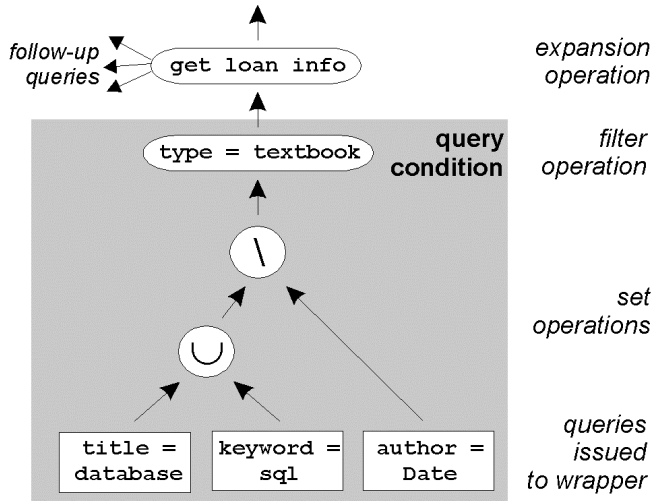 follow-up
queries
get loan info
expansion
operation
type = textbook
query
condition
filter
operation
\
set
operations
∪
title =
database
keyword =
sql
author =
Date
queries
issued
to wrapper